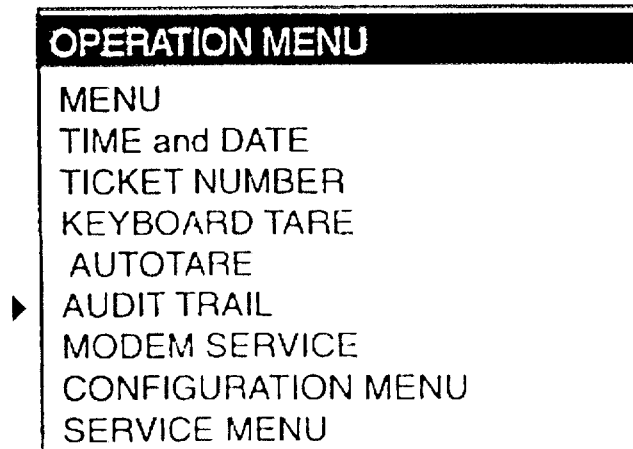 OPERATION MENU
MENU
TIME and DATE
TICKET NUMBER
KEYBOARD TARE
AUTOTARE
AUDIT TRAIL
MODEM SERVICE
CONFIGURATION MENU
SERVICE MENU